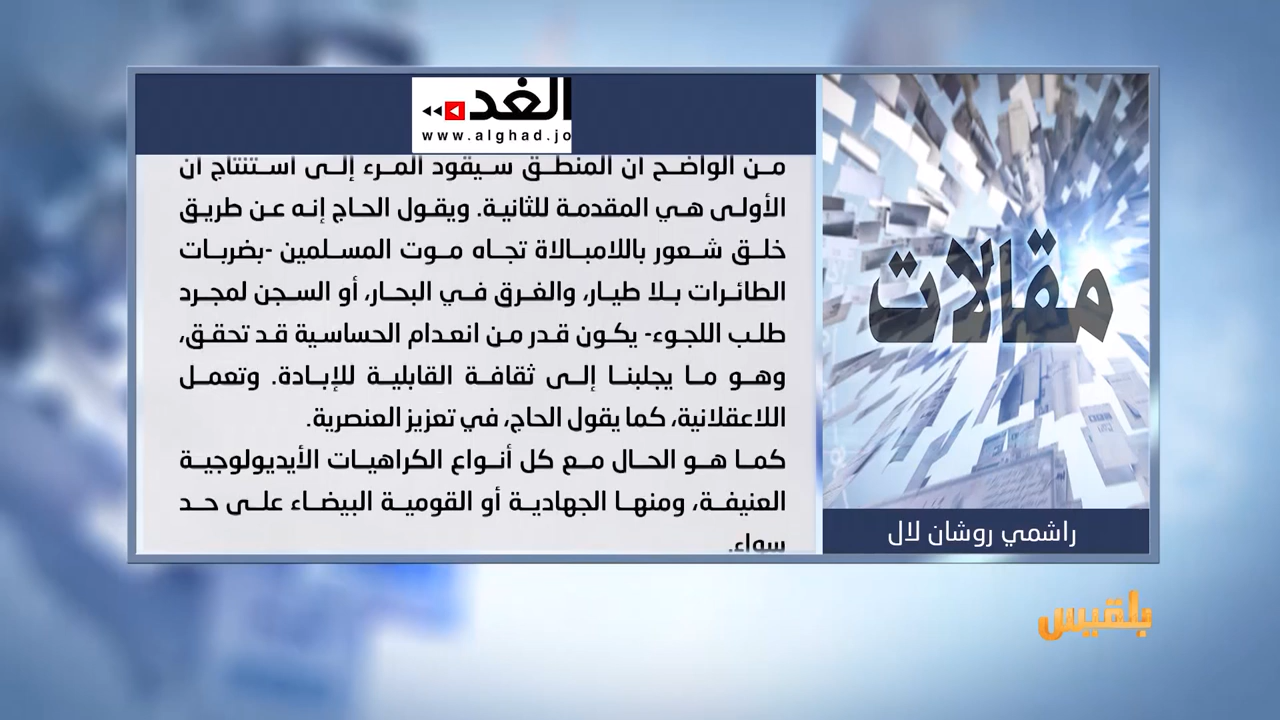 الغد
www.alghad.jo
من الواضح أن المنطق سيقود المرء إلى استنتاج أن
الأولى هي المقدمة للثانية. ويقول الحاج إنه عن طريق
خلق شعور باللامبالاة تجاه موت المسلمين -بضربات
الطائرات بلا طيار، والغرق في البحار، أو السجن لمجرد
طلب اللجوء- يكون قدر من انعدام الحساسية قد تحقق،
وهو ما يجلبنا إلى ثقافة القابلية للإبادة. وتعمل
اللاعقلانية، كما يقول الحاج، في تعزيز العنصرية.
كما هو الحال مع كل أنواع الكراهيات الأيديولوجية
العنيفة، ومنها الجهادية أو القومية البيضاء على حد
سواء.
مقالات
راشمي روشان لال
بلقيس